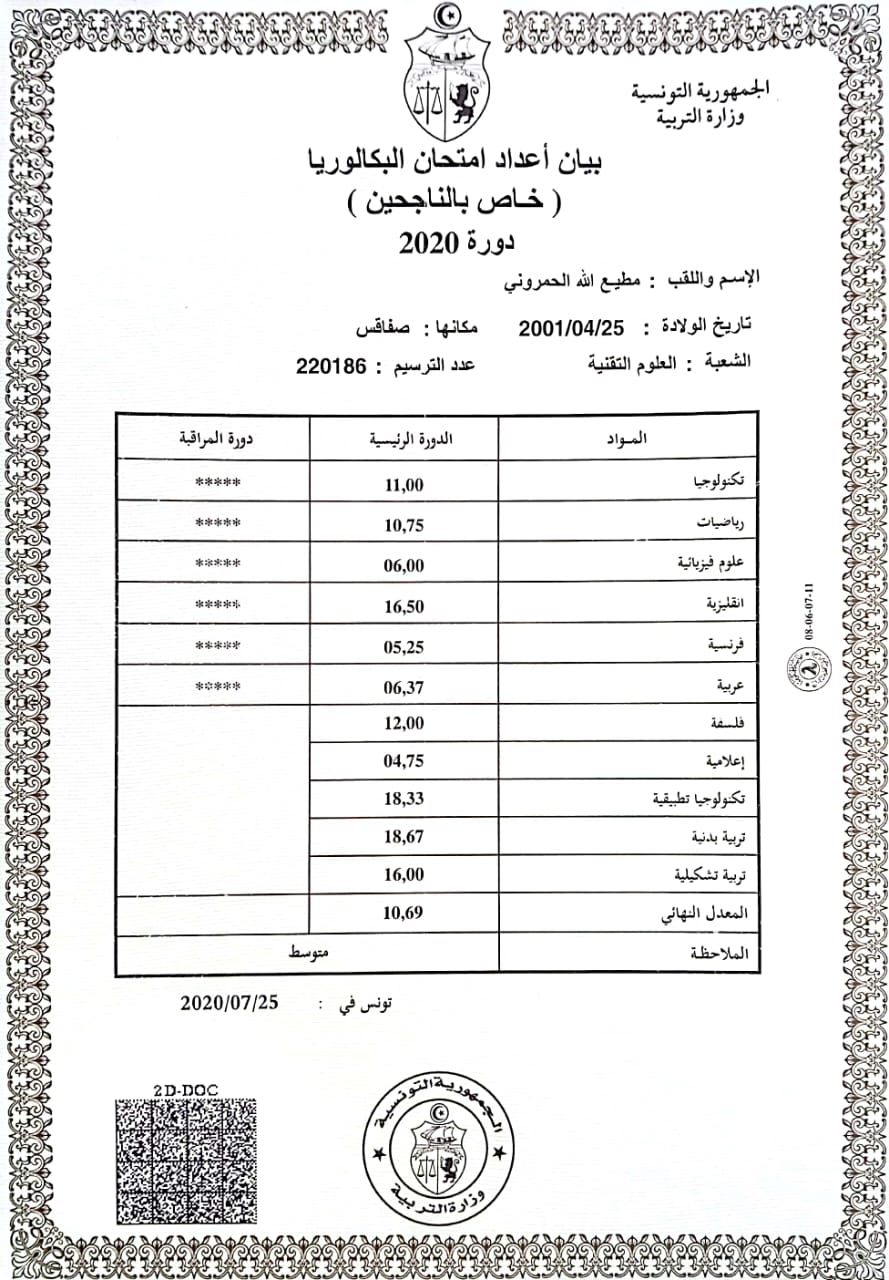 الجمهورية التونسية
وزارة التربية
بيان أعداد امتحان البكالوريا
( خاص بالناجحين )
دورة 2020
الإسم واللقب : مطيع الله الحمروني
تاريخ الولادة : 2001/04/25 مكانها : صفاقس
الشعبة : العلوم التقنية عدد الترسيم : 220186
المواد الدورة الرئيسية دورة المراقبة
تكنولوجيا 11,00 *****
رياضيات 10,75 *****
علوم فيزيائية 06,00 *****
انقليزية 16,50 *****
فرنسية 05,25 *****
عربية 06,37 *****
فلسفة 12,00
إعلامية 04,75
تكنولوجيا تطبيقية 18,33
تربية بدنية 18,67
تربية تشكيلية 16,00
المعدل النهائي 10,69
الملاحظة متوسط
08-06-07-11
تونس في : 2020/07/25
2D-DOC
الجمهورية التونسية
وزارة التربية